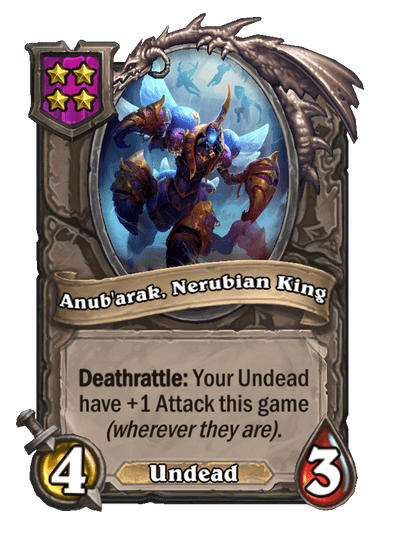 Anub'arak, Nerubian King
Deathrattle: Your Undead
have +1 Attack this game
(wherever they are).
4
Undead
3